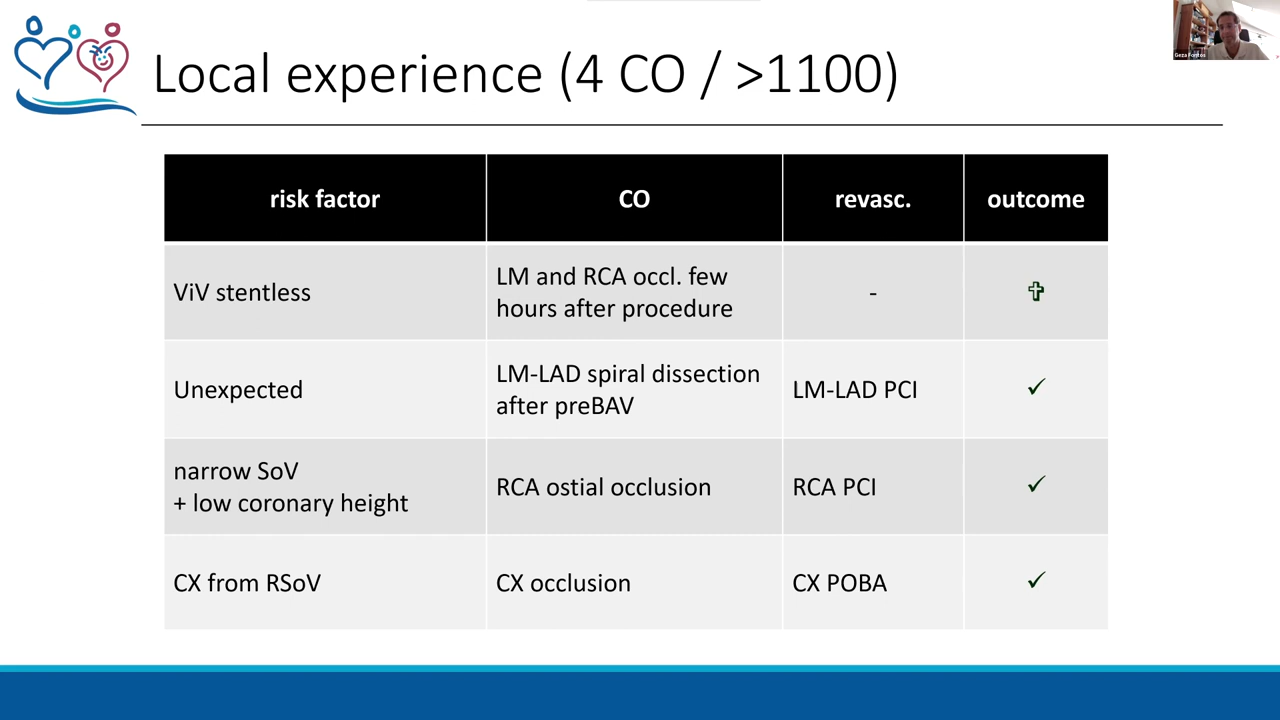 Local experience (4 CO / >1100)
Geza Fontos
risk factor
CO
revasc.
outcome
ViV stentless
LM and RCA occl. few
hours after procedure
-
✞
Unexpected
LM-LAD spiral dissection
after preBAV
LM-LAD PCI
✓
narrow SoV
+ low coronary height
RCA ostial occlusion
RCA PCI
✓
CX from RSoV
CX occlusion
CX POBA
✓